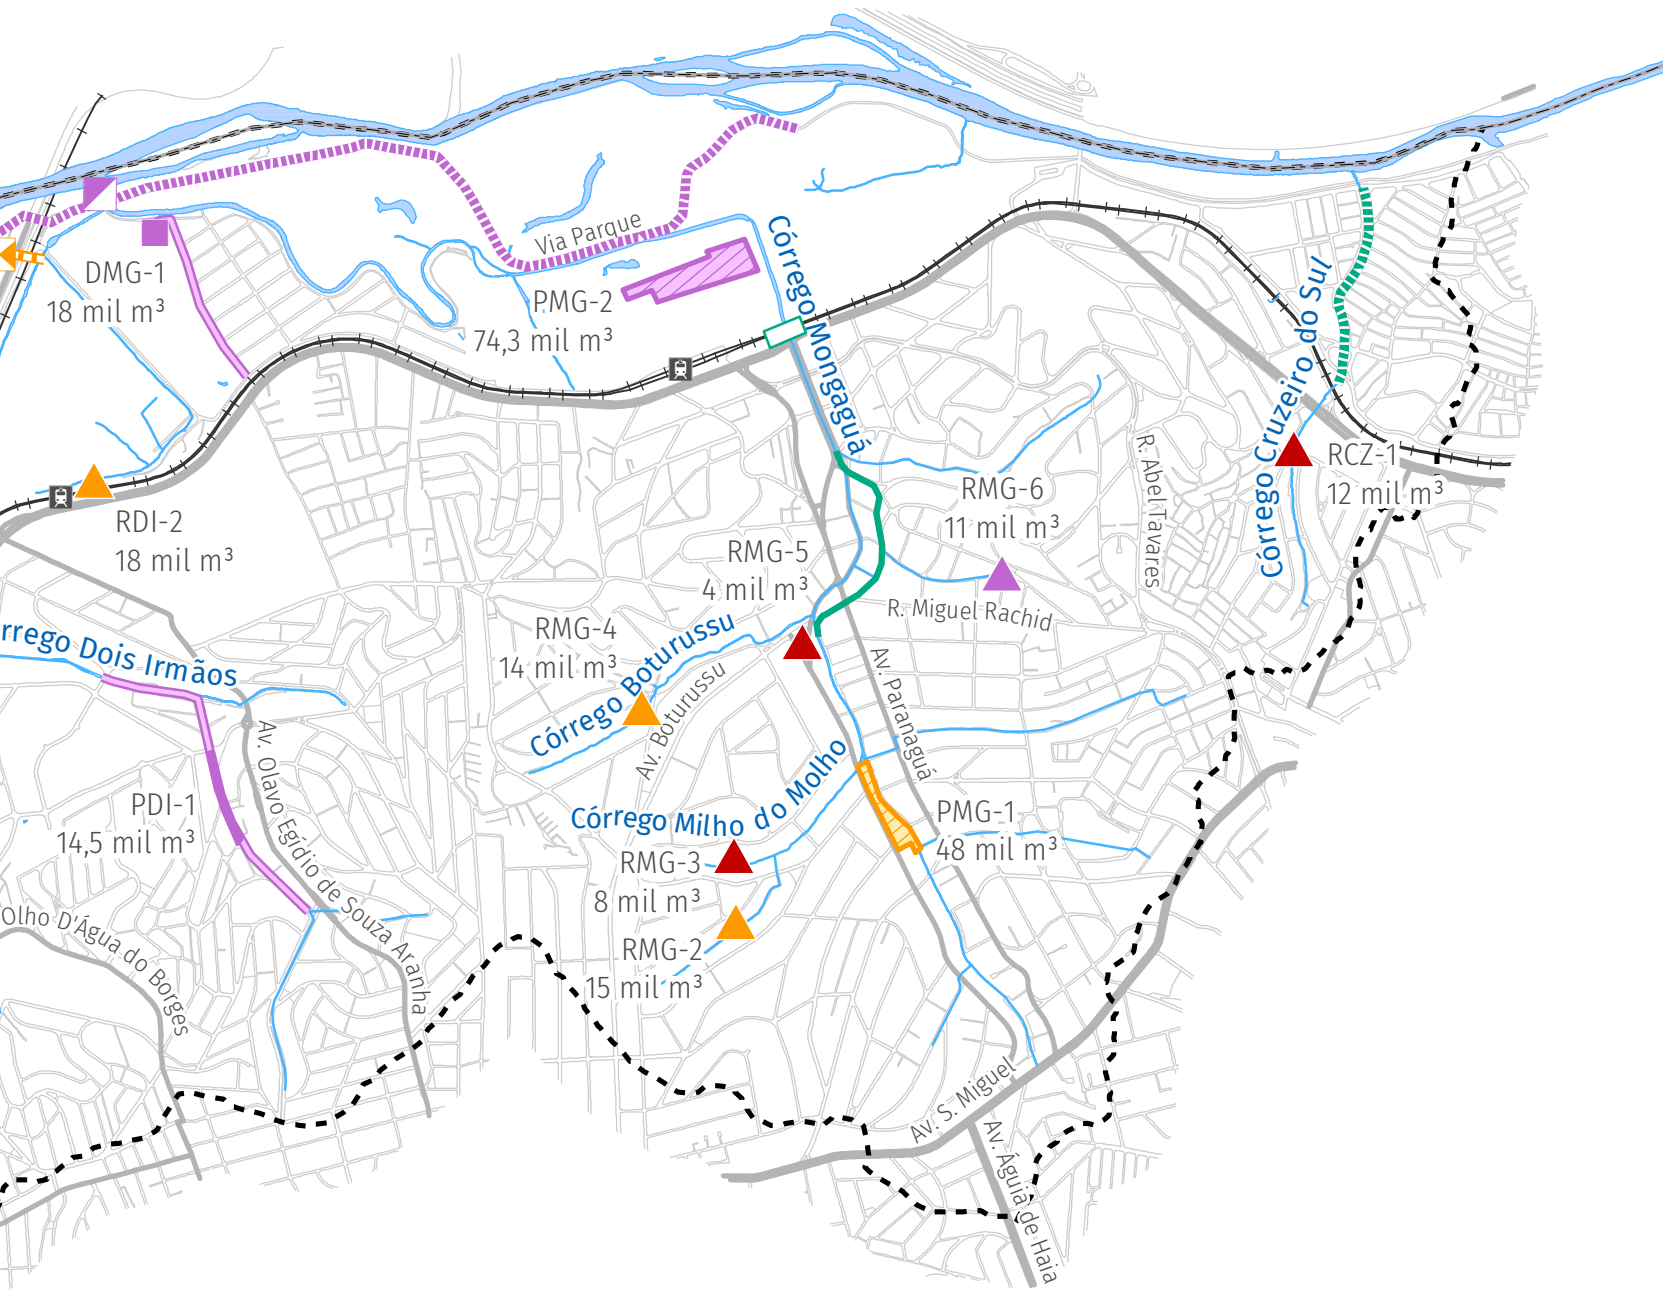 Via Parque
DMG-1
18 mil m³
PMG-2
74,3 mil m³
Córrego Mongaguá
Córrego Cruzeiro do Sul
RCZ-1
12 mil m³
R. Abel Tavares
RMG-6
11 mil m³
RDI-2
18 mil m³
RMG-5
4 mil m³
R. Miguel Rachid
RMG-4
14 mil m³
Córrego Boturussu
Av. Boturussu
rrego Dois Irmãos
Av. Paranaguá
Av. Olavo Egídio de Souza Aranha
PDI-1
14,5 mil m³
Córrego Milho do Molho
PMG-1
48 mil m³
RMG-3
8 mil m³
RMG-2
15 mil m³
Olho D'Água do Borges
Av. S. Miguel
Av. Águia de Haia